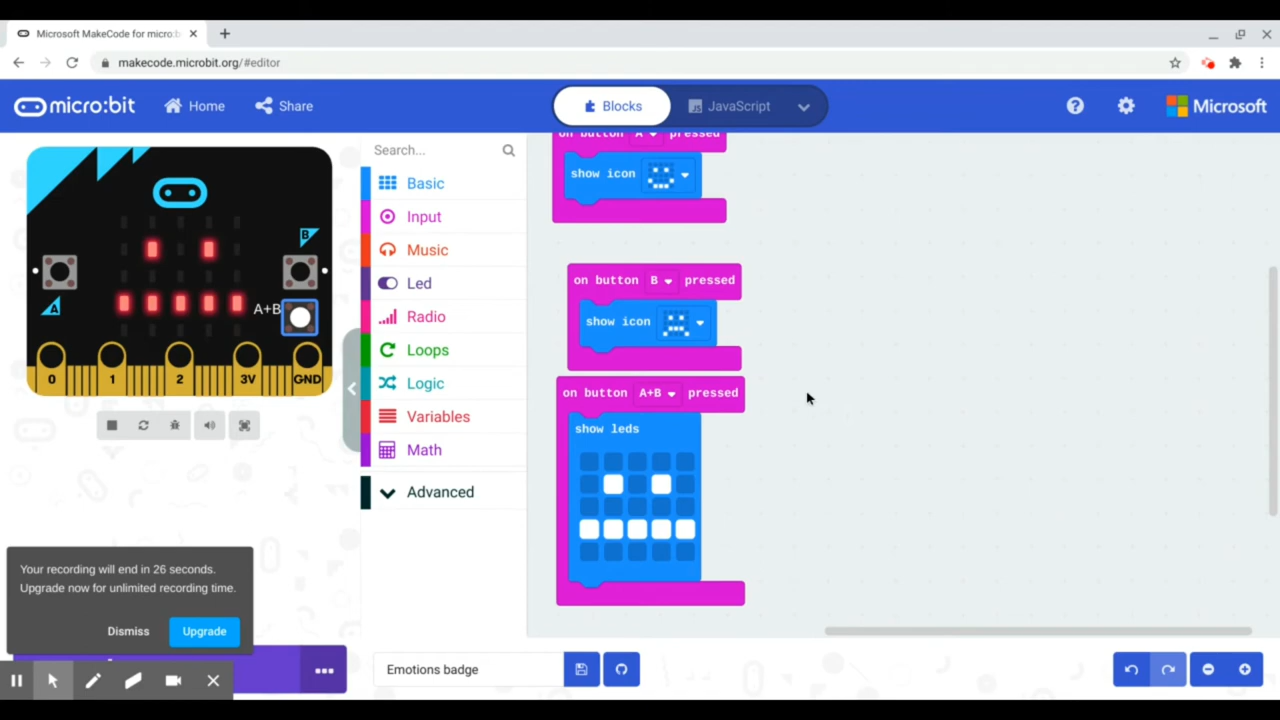 Microsoft MakeCode for micro:b
makecode.microbit.org/#editor
micro:bit
Home
Share
Blocks
JavaScript
Microsoft
Search...
Basic
Input
Music
Led
Radio
Loops
Logic
Variables
Math
Advanced
B
A
A+B
0 1 2 3V GND
on button A pressed
show icon
on button B pressed
show icon
on button A+B pressed
show leds
Your recording will end in 26 seconds.
Upgrade now for unlimited recording time.
Dismiss
Upgrade
Emotions badge